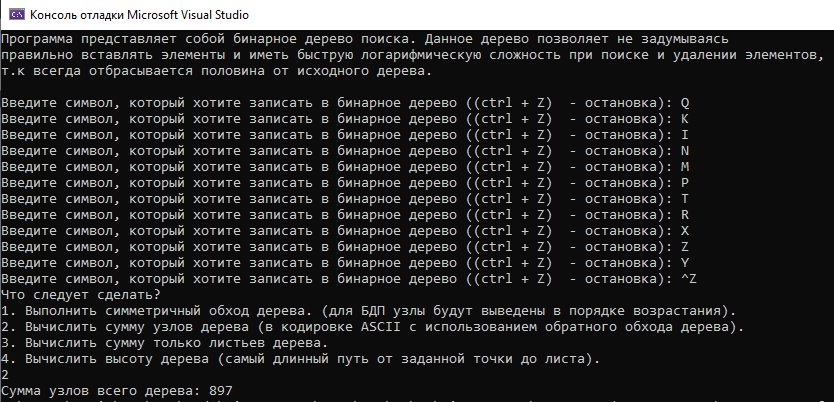 Консоль отладки Microsoft Visual Studio
Программа представляет собой бинарное дерево поиска. Данное дерево позволяет не задумываясь
правильно вставлять элементы и иметь быструю логарифмическую сложность при поиске и удалении элементов,
т.к всегда отбрасывается половина от исходного дерева.
Введите символ, который хотите записать в бинарное дерево ((ctrl + Z)  - остановка): Q
Введите символ, который хотите записать в бинарное дерево ((ctrl + Z)  - остановка): K
Введите символ, который хотите записать в бинарное дерево ((ctrl + Z)  - остановка): I
Введите символ, который хотите записать в бинарное дерево ((ctrl + Z)  - остановка): N
Введите символ, который хотите записать в бинарное дерево ((ctrl + Z)  - остановка): M
Введите символ, который хотите записать в бинарное дерево ((ctrl + Z)  - остановка): P
Введите символ, который хотите записать в бинарное дерево ((ctrl + Z)  - остановка): T
Введите символ, который хотите записать в бинарное дерево ((ctrl + Z)  - остановка): R
Введите символ, который хотите записать в бинарное дерево ((ctrl + Z)  - остановка): X
Введите символ, который хотите записать в бинарное дерево ((ctrl + Z)  - остановка): Z
Введите символ, который хотите записать в бинарное дерево ((ctrl + Z)  - остановка): Y
Введите символ, который хотите записать в бинарное дерево ((ctrl + Z)  - остановка): ^Z
Что следует сделать?
1. Выполнить симметричный обход дерева. (для БДП узлы будут выведены в порядке возрастания).
2. Вычислить сумму узлов дерева (в кодировке ASCII с использованием обратного обхода дерева).
3. Вычислить сумму только листьев дерева.
4. Вычислить высоту дерева (самый длинный путь от заданной точки до листа).
2
Сумма узлов всего дерева: 897